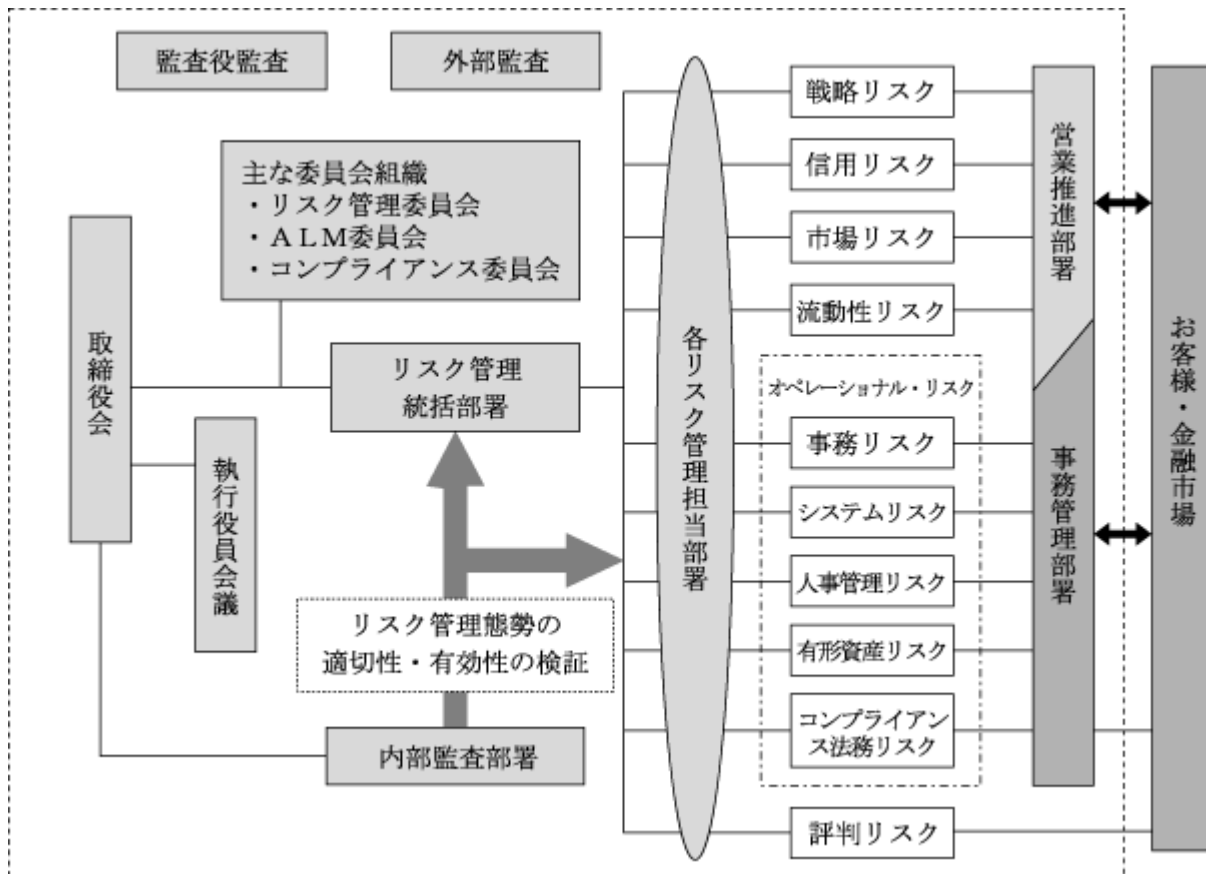 監査役監査
外部監査
主な委員会組織
・リスク管理委員会
・ＡＬＭ委員会
・コンプライアンス委員会
取締役会
執行役員会議
リスク管理
統括部署
リスク管理態勢の
適切性・有効性の検証
内部監査部署
各リスク管理担当部署
戦略リスク
信用リスク
市場リスク
流動性リスク
オペレーショナル・リスク
事務リスク
システムリスク
人事管理リスク
有形資産リスク
コンプライアン
ス法務リスク
評判リスク
営業推進部署
事務管理部署
お客様・金融市場